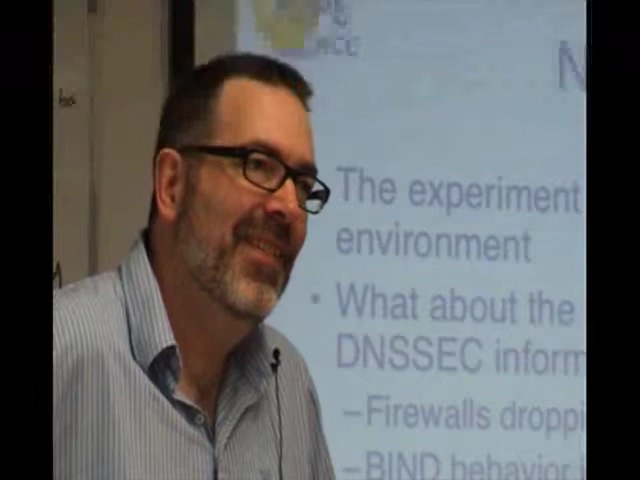 N
The experiment
environment
• What about the
DNSSEC inform
–Firewalls droppi
–BIND behavior i